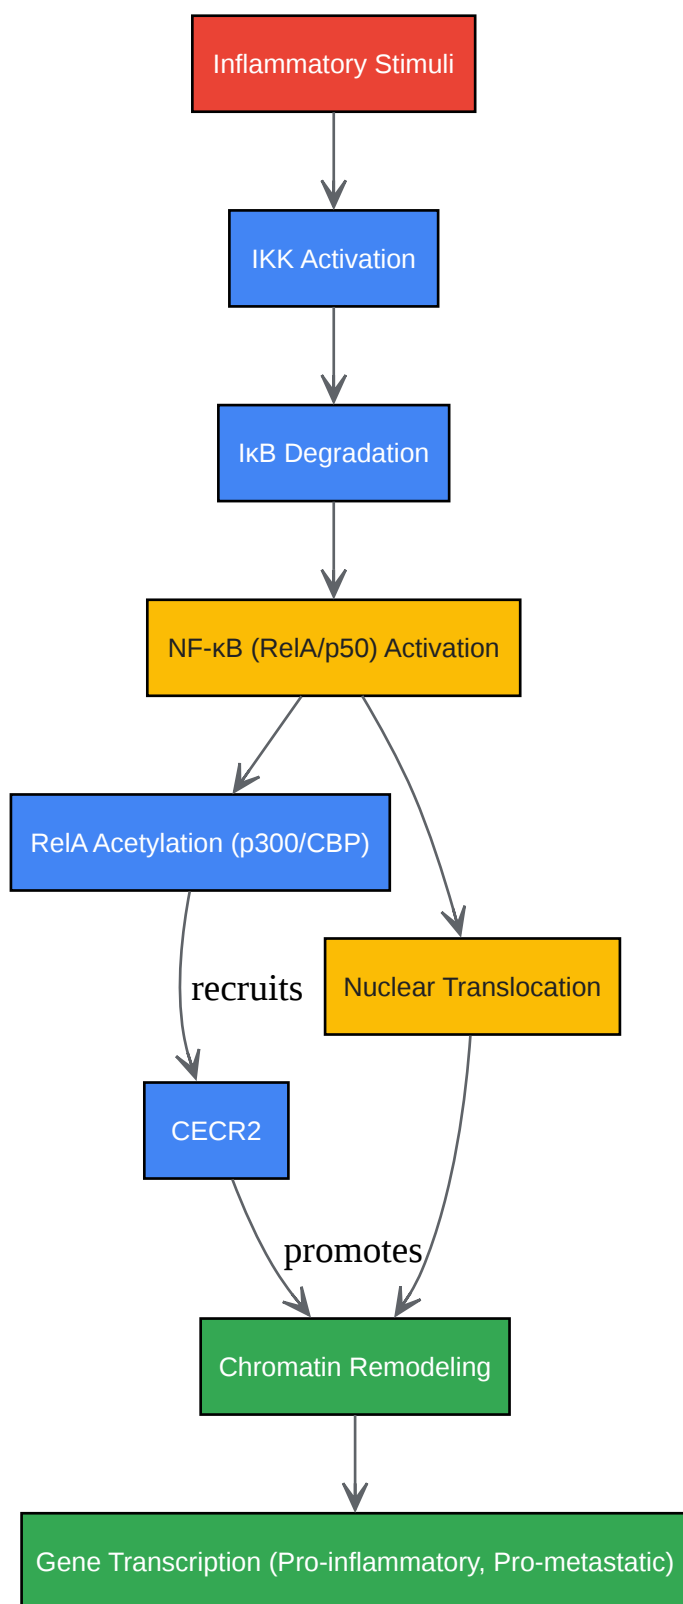 Inflammatory Stimuli
IKK Activation
IκB Degradation
NF-κB (RelA/p50) Activation
RelA Acetylation (p300/CBP)
recruits
Nuclear Translocation
CECR2
promotes
Chromatin Remodeling
Gene Transcription (Pro-inflammatory, Pro-metastatic)